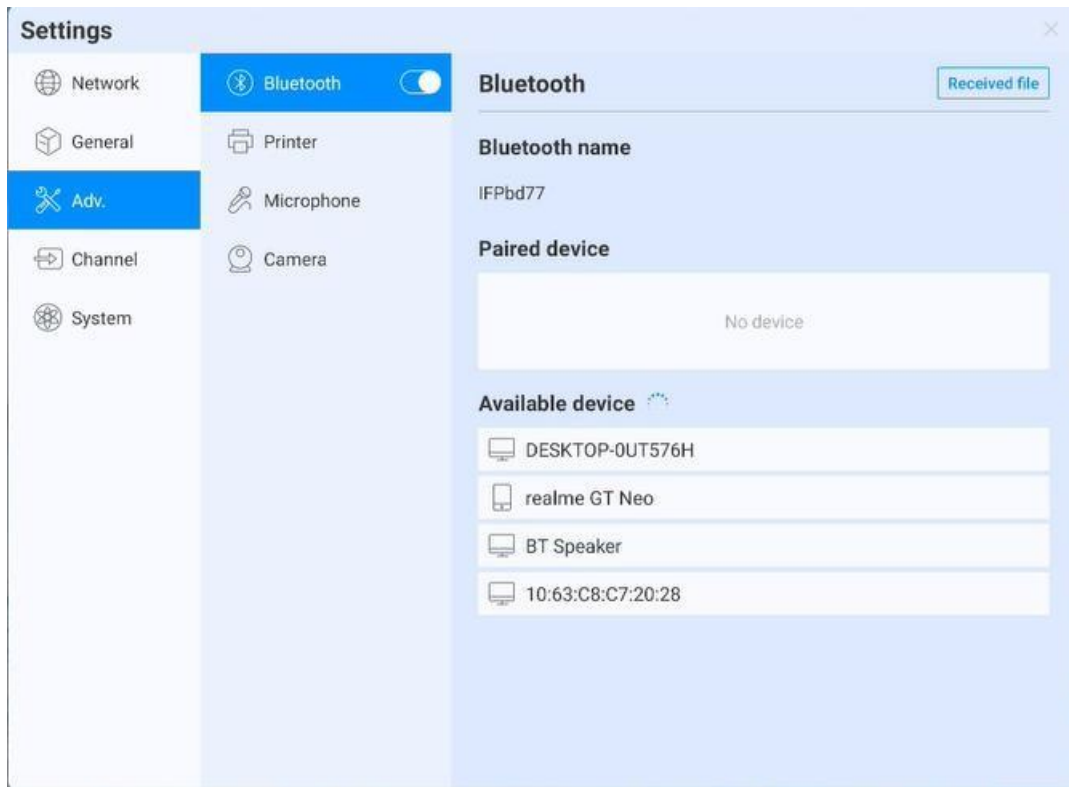 Settings
Network
General
Adv.
Channel
System
Bluetooth
Printer
Microphone
Camera
Bluetooth
Received file
Bluetooth name
IFPbd77
Paired device
No device
Available device
DESKTOP-0UT576H
realme GT Neo
BT Speaker
10:63:C8:C7:20:28